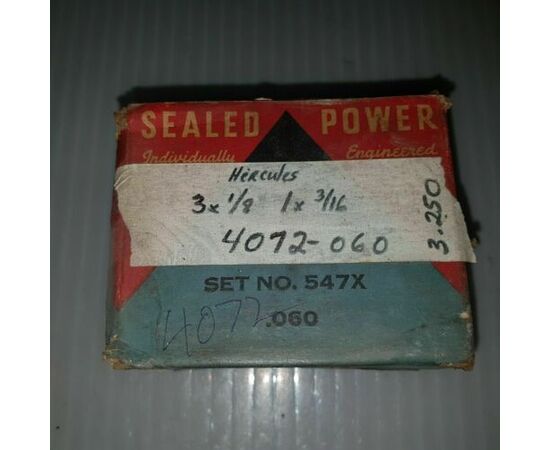 SEALED POWER
Individually Engineered
Hercules
3x 1/8 1x 3/16
4072-060
3.250
SET NO. 547X
.060
4072